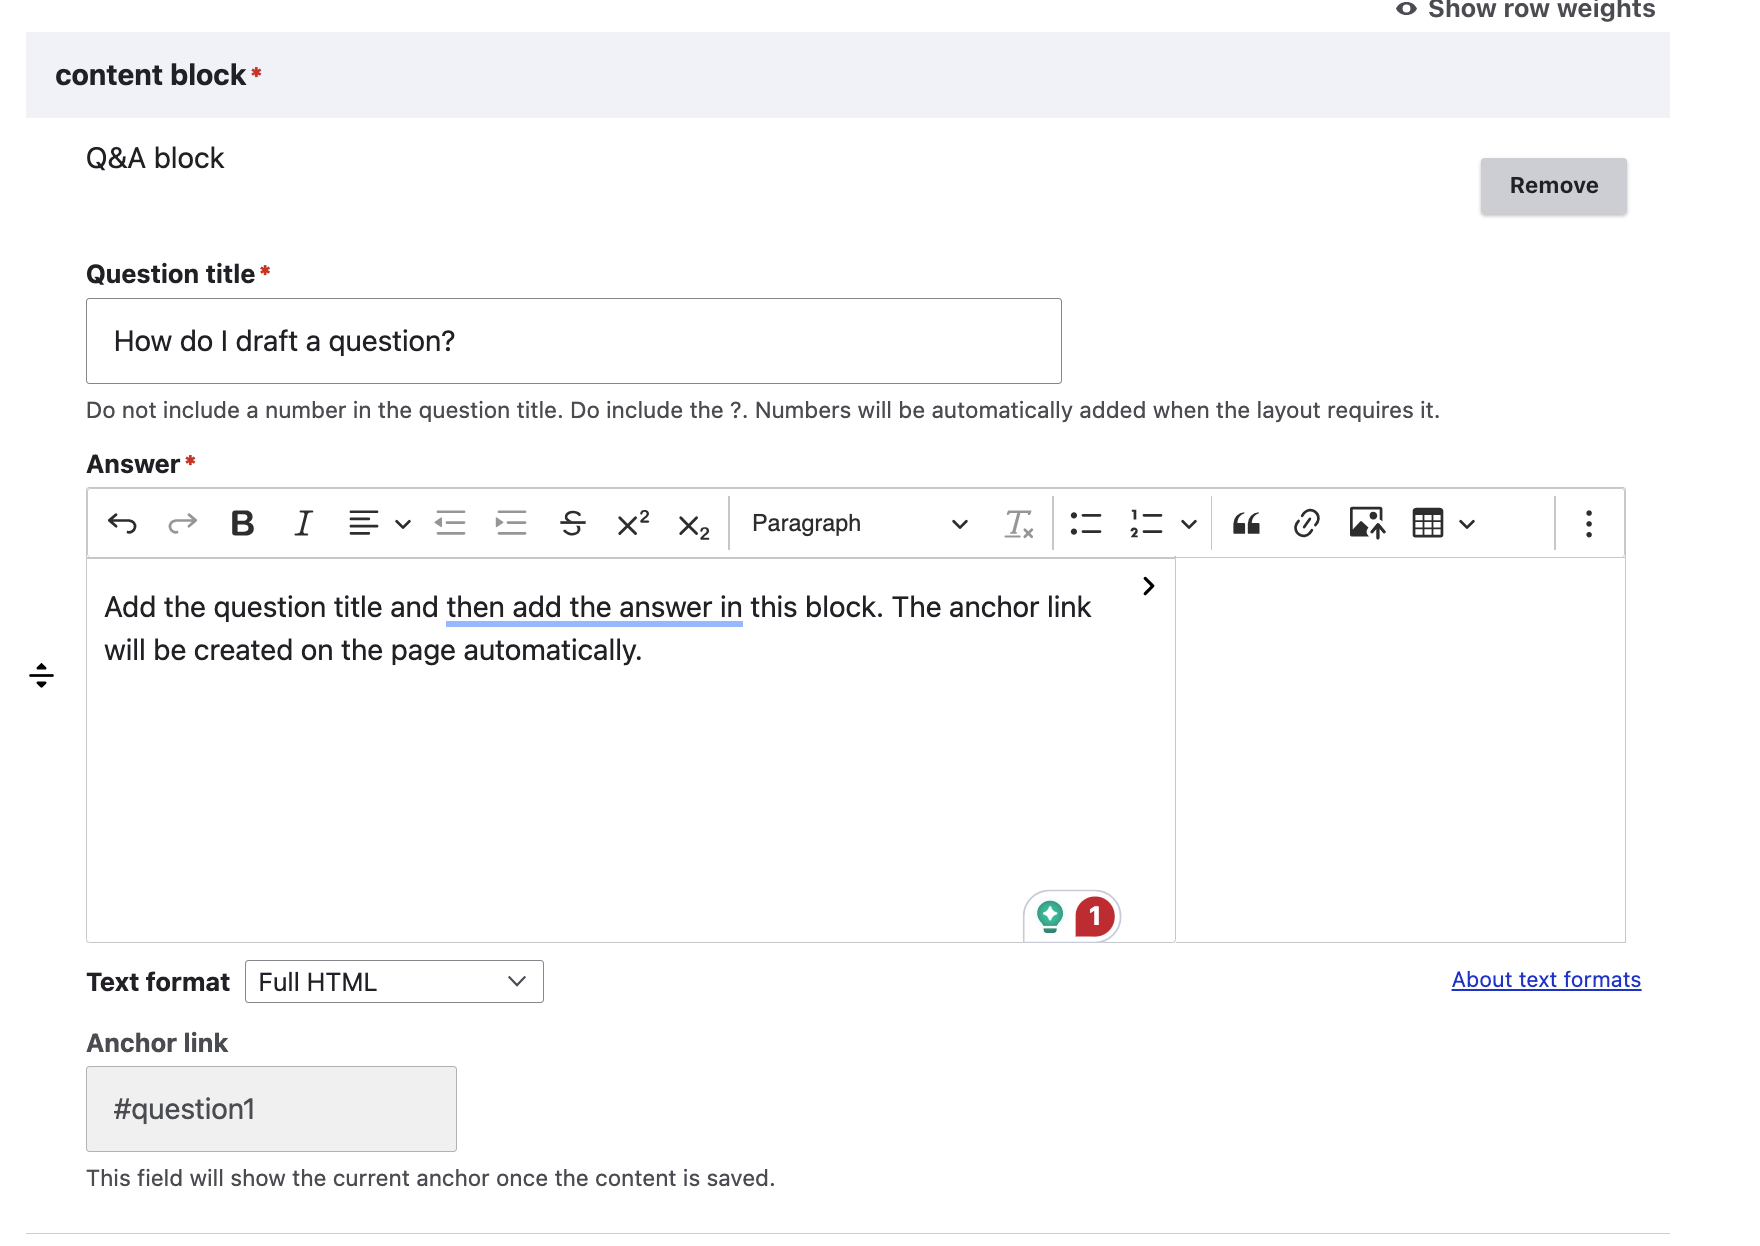 Show row weights
content block*
Q&A block
Remove
Question title*
How do I draft a question?
Do not include a number in the question title. Do include the ?. Numbers will be automatically added when the layout requires it.
Answer*
Paragraph
Add the question title and then add the answer in this block. The anchor link
will be created on the page automatically.
1
Text format
Full HTML
About text formats
Anchor link
#question1
This field will show the current anchor once the content is saved.